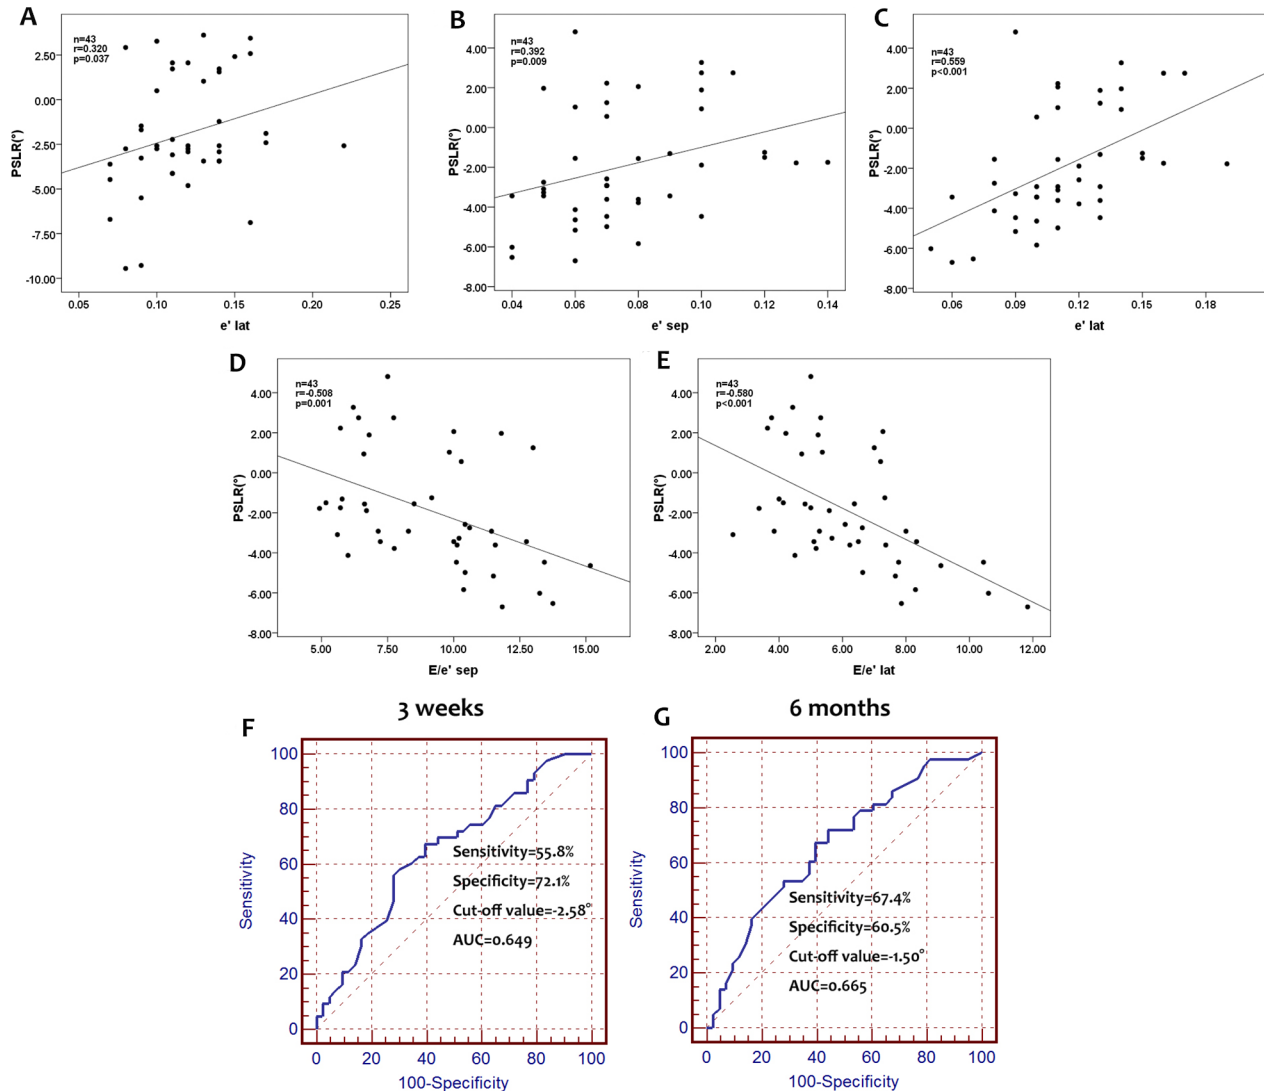 A
n=43
r=0.320
p=0.037
PSLR(°)
2.50
0.00
-2.50
-5.00
-7.50
-10.00
0.05 0.10 0.15 0.20 0.25
e' lat
B
n=43
r=0.392
p=0.009
PSLR(°)
4.00
2.00
0.00
-2.00
-4.00
-6.00
-8.00
0.04 0.06 0.08 0.10 0.12 0.14
e' sep
C
n=43
r=0.559
p<0.001
PSLR(°)
4.00
2.00
0.00
-2.00
-4.00
-6.00
-8.00
0.06 0.09 0.12 0.15 0.18
e' lat
D
n=43
r=-0.508
p=0.001
PSLR(°)
4.00
2.00
0.00
-2.00
-4.00
-6.00
-8.00
5.00 7.50 10.00 12.50 15.00
E/e' sep
E
n=43
r=-0.580
p<0.001
PSLR(°)
4.00
2.00
0.00
-2.00
-4.00
-6.00
-8.00
2.00 4.00 6.00 8.00 10.00 12.00
E/e' lat
F
3 weeks
Sensitivity
100
80
60
40
20
0
Sensitivity=55.8%
Specificity=72.1%
Cut-off value=-2.58°
AUC=0.649
0 20 40 60 80 100
100-Specificity
G
6 months
Sensitivity
100
80
60
40
20
0
Sensitivity=67.4%
Specificity=60.5%
Cut-off value=-1.50°
AUC=0.665
0 20 40 60 80 100
100-Specificity